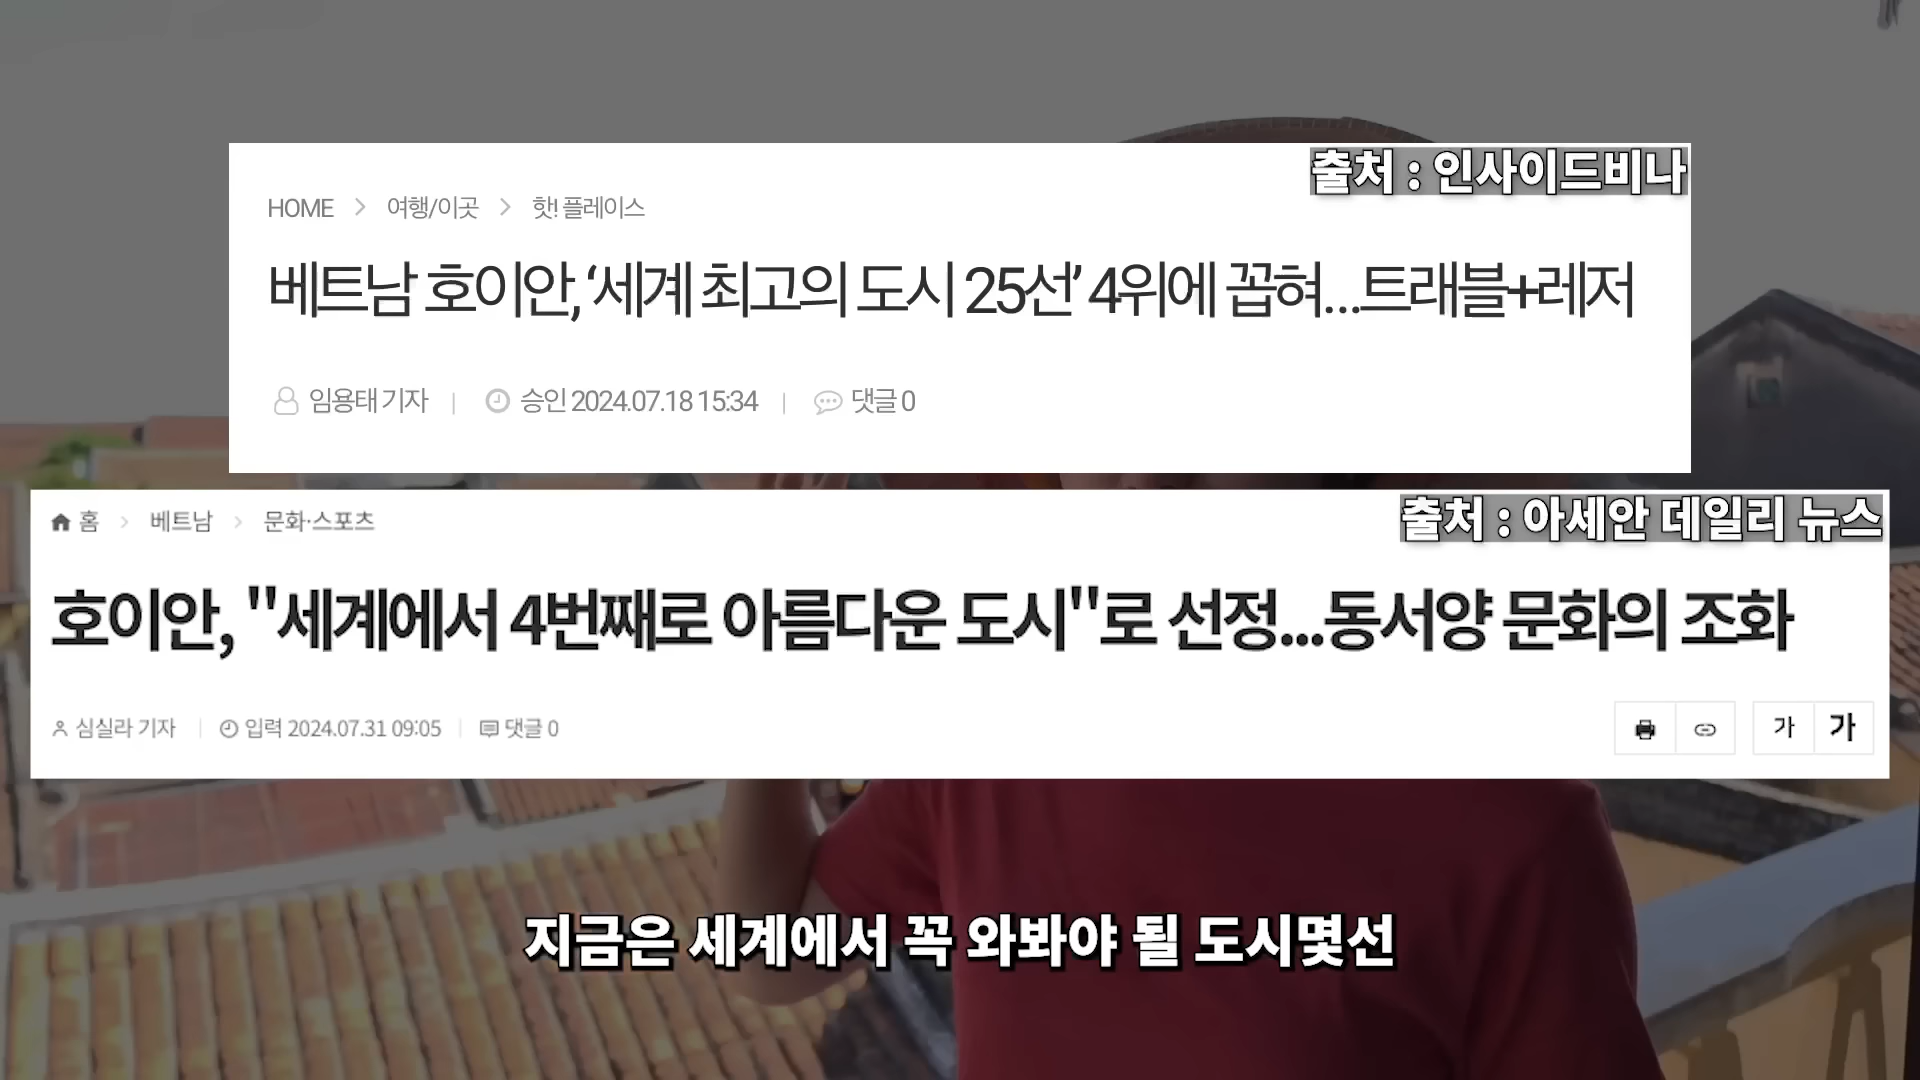 출처 : 인사이드비나
HOME > 여행/이곳 > 핫! 플레이스
베트남 호이안, ‘세계 최고의 도시 25선’ 4위에 꼽혀...트래블+레저
임용태 기자 | 승인 2024.07.18 15:34 | 댓글 0
출처 : 아세안 데일리 뉴스
홈 > 베트남 > 문화·스포츠
호이안, "세계에서 4번째로 아름다운 도시"로 선정...동서양 문화의 조화
심실라 기자 | 입력 2024.07.31 09:05 | 댓글 0
가 가
지금은 세계에서 꼭 와봐야 될 도시몇선